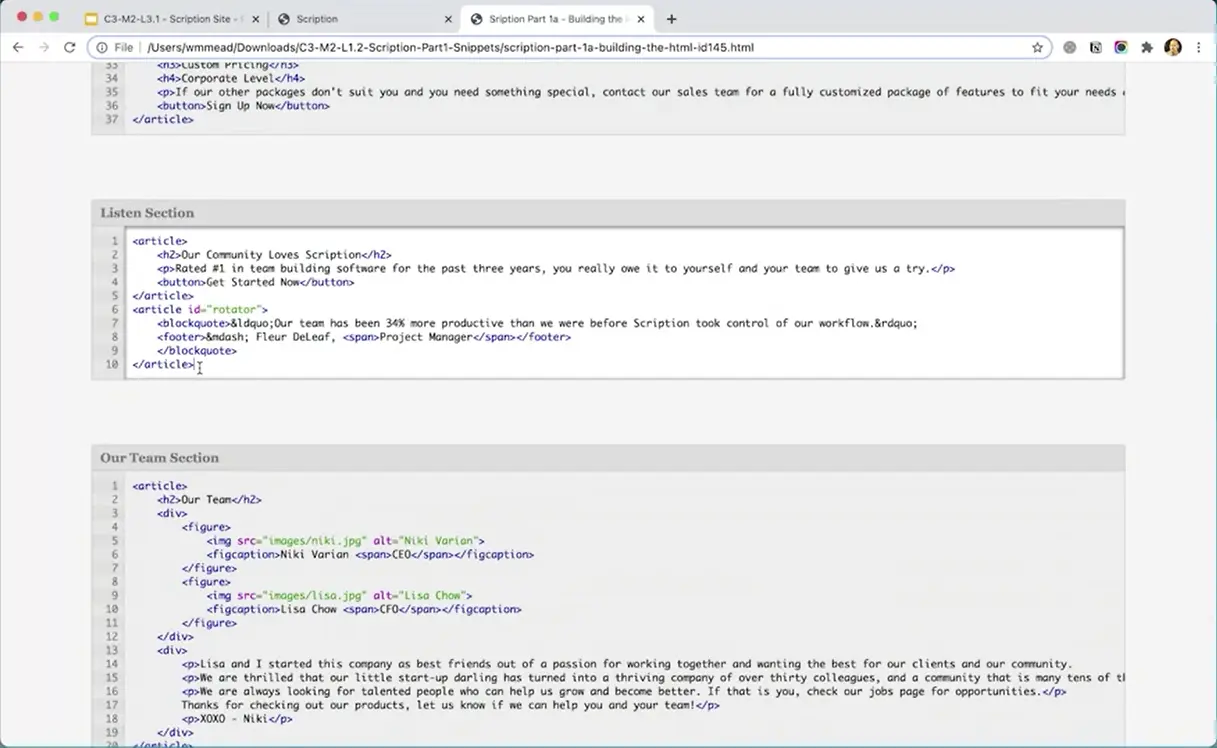 C3-M2-L3.1 - Scription Site -
Scription
Sription Part 1a - Building the
File /Users/wmmead/Downloads/C3-M2-L1.2-Scription-Part1-Snippets/scription-part-1a-building-the-html-id145.html
33 <h3>Custom Pricing</h3>
34 <h4>Corporate Level</h4>
35 <p>If our other packages don't suit you and you need something special, contact our sales team for a fully customized package of features to fit your needs
36 <button>Sign Up Now</button>
37 </article>
Listen Section
1 <article>
2 <h2>Our Community Loves Scription</h2>
3 <p>Rated #1 in team building software for the past three years, you really owe it to yourself and your team to give us a try.</p>
4 <button>Get Started Now</button>
5 </article>
6 <article id="rotator">
7 <blockquote>&ldquo;Our team has been 34% more productive than we were before Scription took control of our workflow.&rdquo;
8 <footer>&mdash; Fleur DeLeaf, <span>Project Manager</span></footer>
9 </blockquote>
10 </article>
Our Team Section
1 <article>
2 <h2>Our Team</h2>
3 <div>
4 <figure>
5 <img src="images/niki.jpg" alt="Niki Varian">
6 <figcaption>Niki Varian <span>CEO</span></figcaption>
7 </figure>
8 <figure>
9 <img src="images/lisa.jpg" alt="Lisa Chow">
10 <figcaption>Lisa Chow <span>CFO</span></figcaption>
11 </figure>
12 </div>
13 <div>
14 <p>Lisa and I started this company as best friends out of a passion for working together and wanting the best for our clients and our community.
15 <p>We are thrilled that our little start-up darling has turned into a thriving company of over thirty colleagues, and a community that is many tens of t
16 <p>We are always looking for talented people who can help us grow and become better. If that is you, check our jobs page for opportunities.</p>
17 Thanks for checking out our products, let us know if we can help you and your team!</p>
18 <p>XOXO - Niki</p>
19 </div>
20 </article>